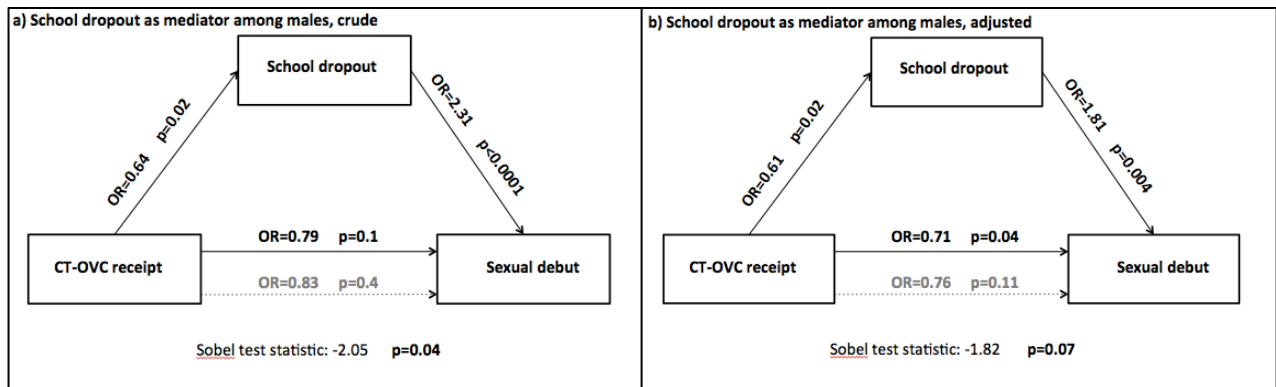 a) School dropout as mediator among males, crude
School dropout
OR=0.64 p=0.02
OR=2.31 p<0.0001
OR=0.79 p=0.1
CT-OVC receipt
Sexual debut
OR=0.83 p=0.4
Sobel test statistic: -2.05 p=0.04
b) School dropout as mediator among males, adjusted
School dropout
OR=0.61 p=0.02
OR=1.81 p=0.004
OR=0.71 p=0.04
CT-OVC receipt
Sexual debut
OR=0.76 p=0.11
Sobel test statistic: -1.82 p=0.07